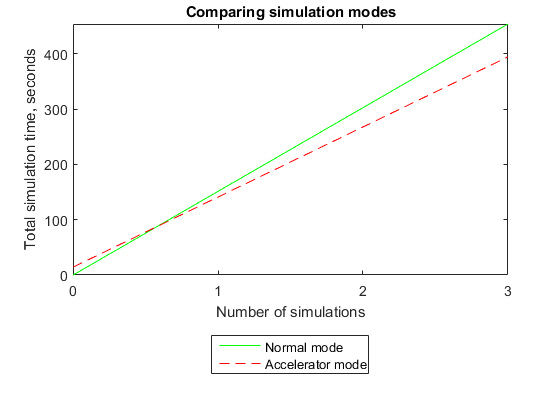 Comparing simulation modes
Total simulation time, seconds
400
300
200
100
0
0 1 2 3
Number of simulations
Normal mode
Accelerator mode